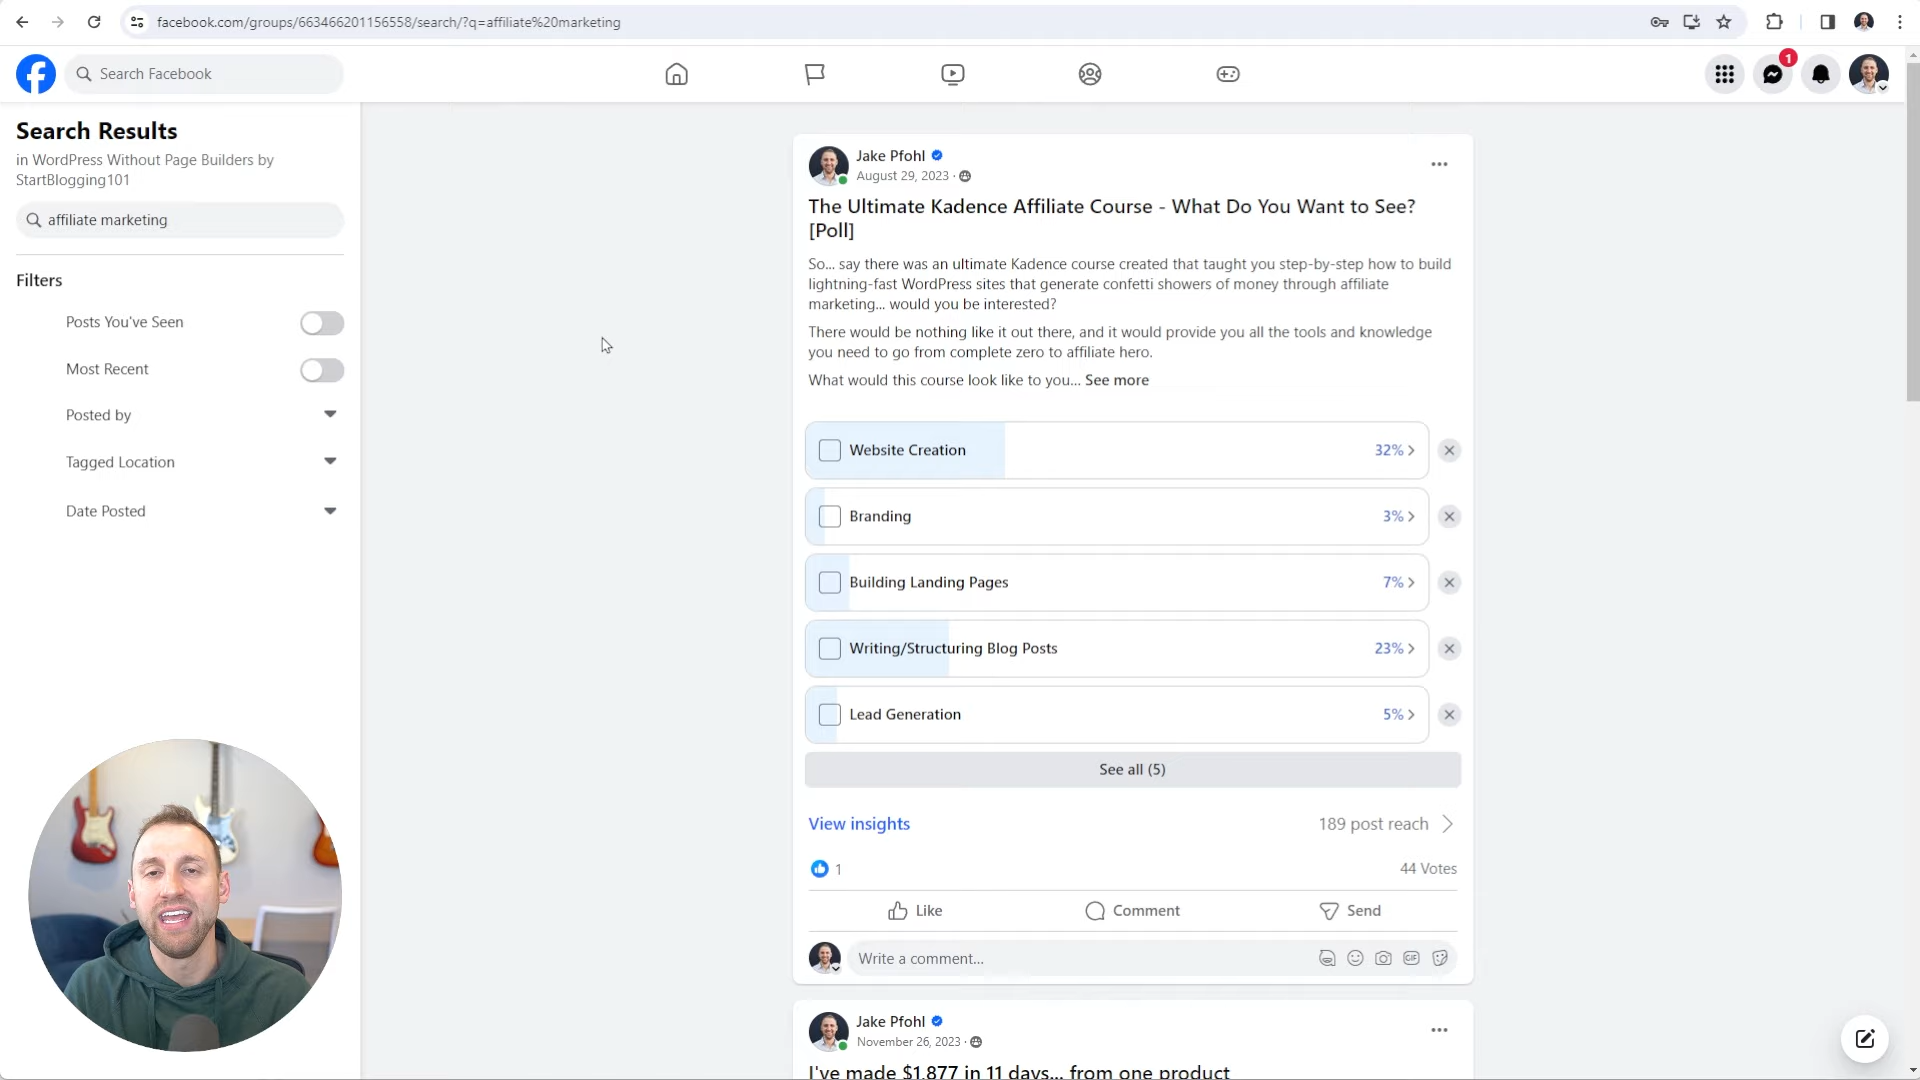 facebook.com/groups/663466201156558/search/?q=affiliate%20marketing
Search Facebook
1
Search Results
in WordPress Without Page Builders by
StartBlogging101
affiliate marketing
Filters
Posts You've Seen
Most Recent
Posted by
Tagged Location
Date Posted
Jake Pfohl
August 29, 2023 ·
The Ultimate Kadence Affiliate Course - What Do You Want to See?
[Poll]
So... say there was an ultimate Kadence course created that taught you step-by-step how to build
lightning-fast WordPress sites that generate confetti showers of money through affiliate
marketing... would you be interested?
There would be nothing like it out there, and it would provide you all the tools and knowledge
you need to go from complete zero to affiliate hero.
What would this course look like to you... See more
Website Creation 32%
Branding 3%
Building Landing Pages 7%
Writing/Structuring Blog Posts 23%
Lead Generation 5%
See all (5)
View insights 189 post reach
1 44 Votes
Like Comment Send
Write a comment... GIF
Jake Pfohl
November 26, 2023 ·
I've made $1,877 in 11 days... from one product